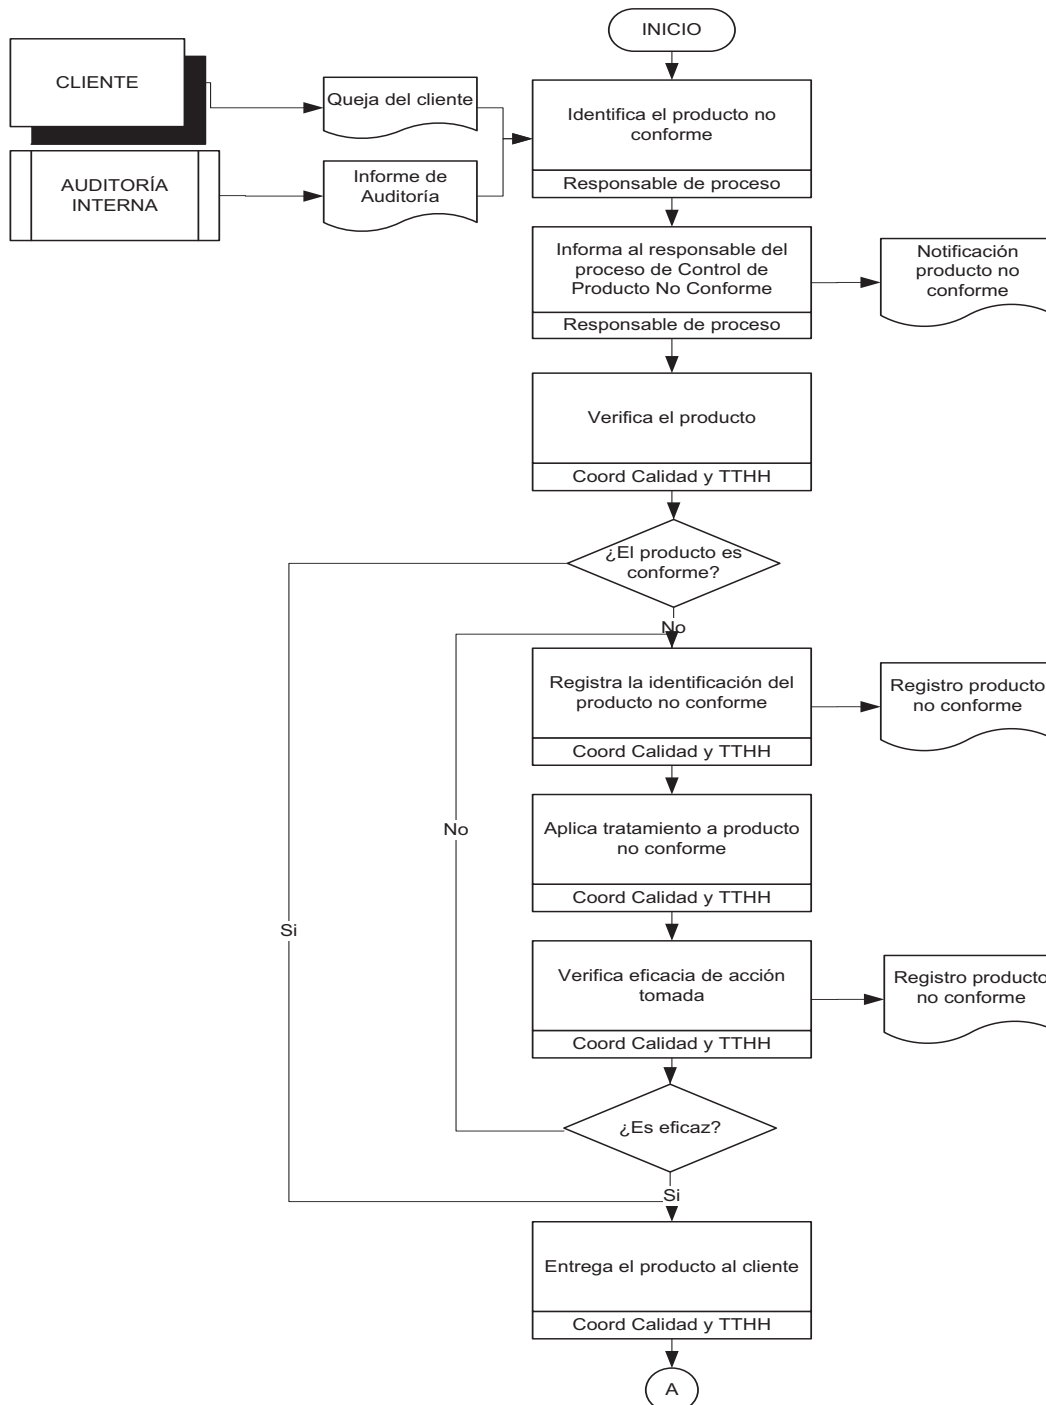 INICIO
CLIENTE
Queja del cliente
Identifica el producto no
conforme
Responsable de proceso
AUDITORÍA
INTERNA
Informe de
Auditoría
Informa al responsable del
proceso de Control de
Producto No Conforme
Responsable de proceso
Notificación
producto no
conforme
Verifica el producto
Coord Calidad y TTHH
¿El producto es
conforme?
No
Registra la identificación del
producto no conforme
Coord Calidad y TTHH
Registro producto
no conforme
Aplica tratamiento a producto
no conforme
Coord Calidad y TTHH
No
Si
Verifica eficacia de acción
tomada
Coord Calidad y TTHH
Registro producto
no conforme
¿Es eficaz?
Si
Entrega el producto al cliente
Coord Calidad y TTHH
A